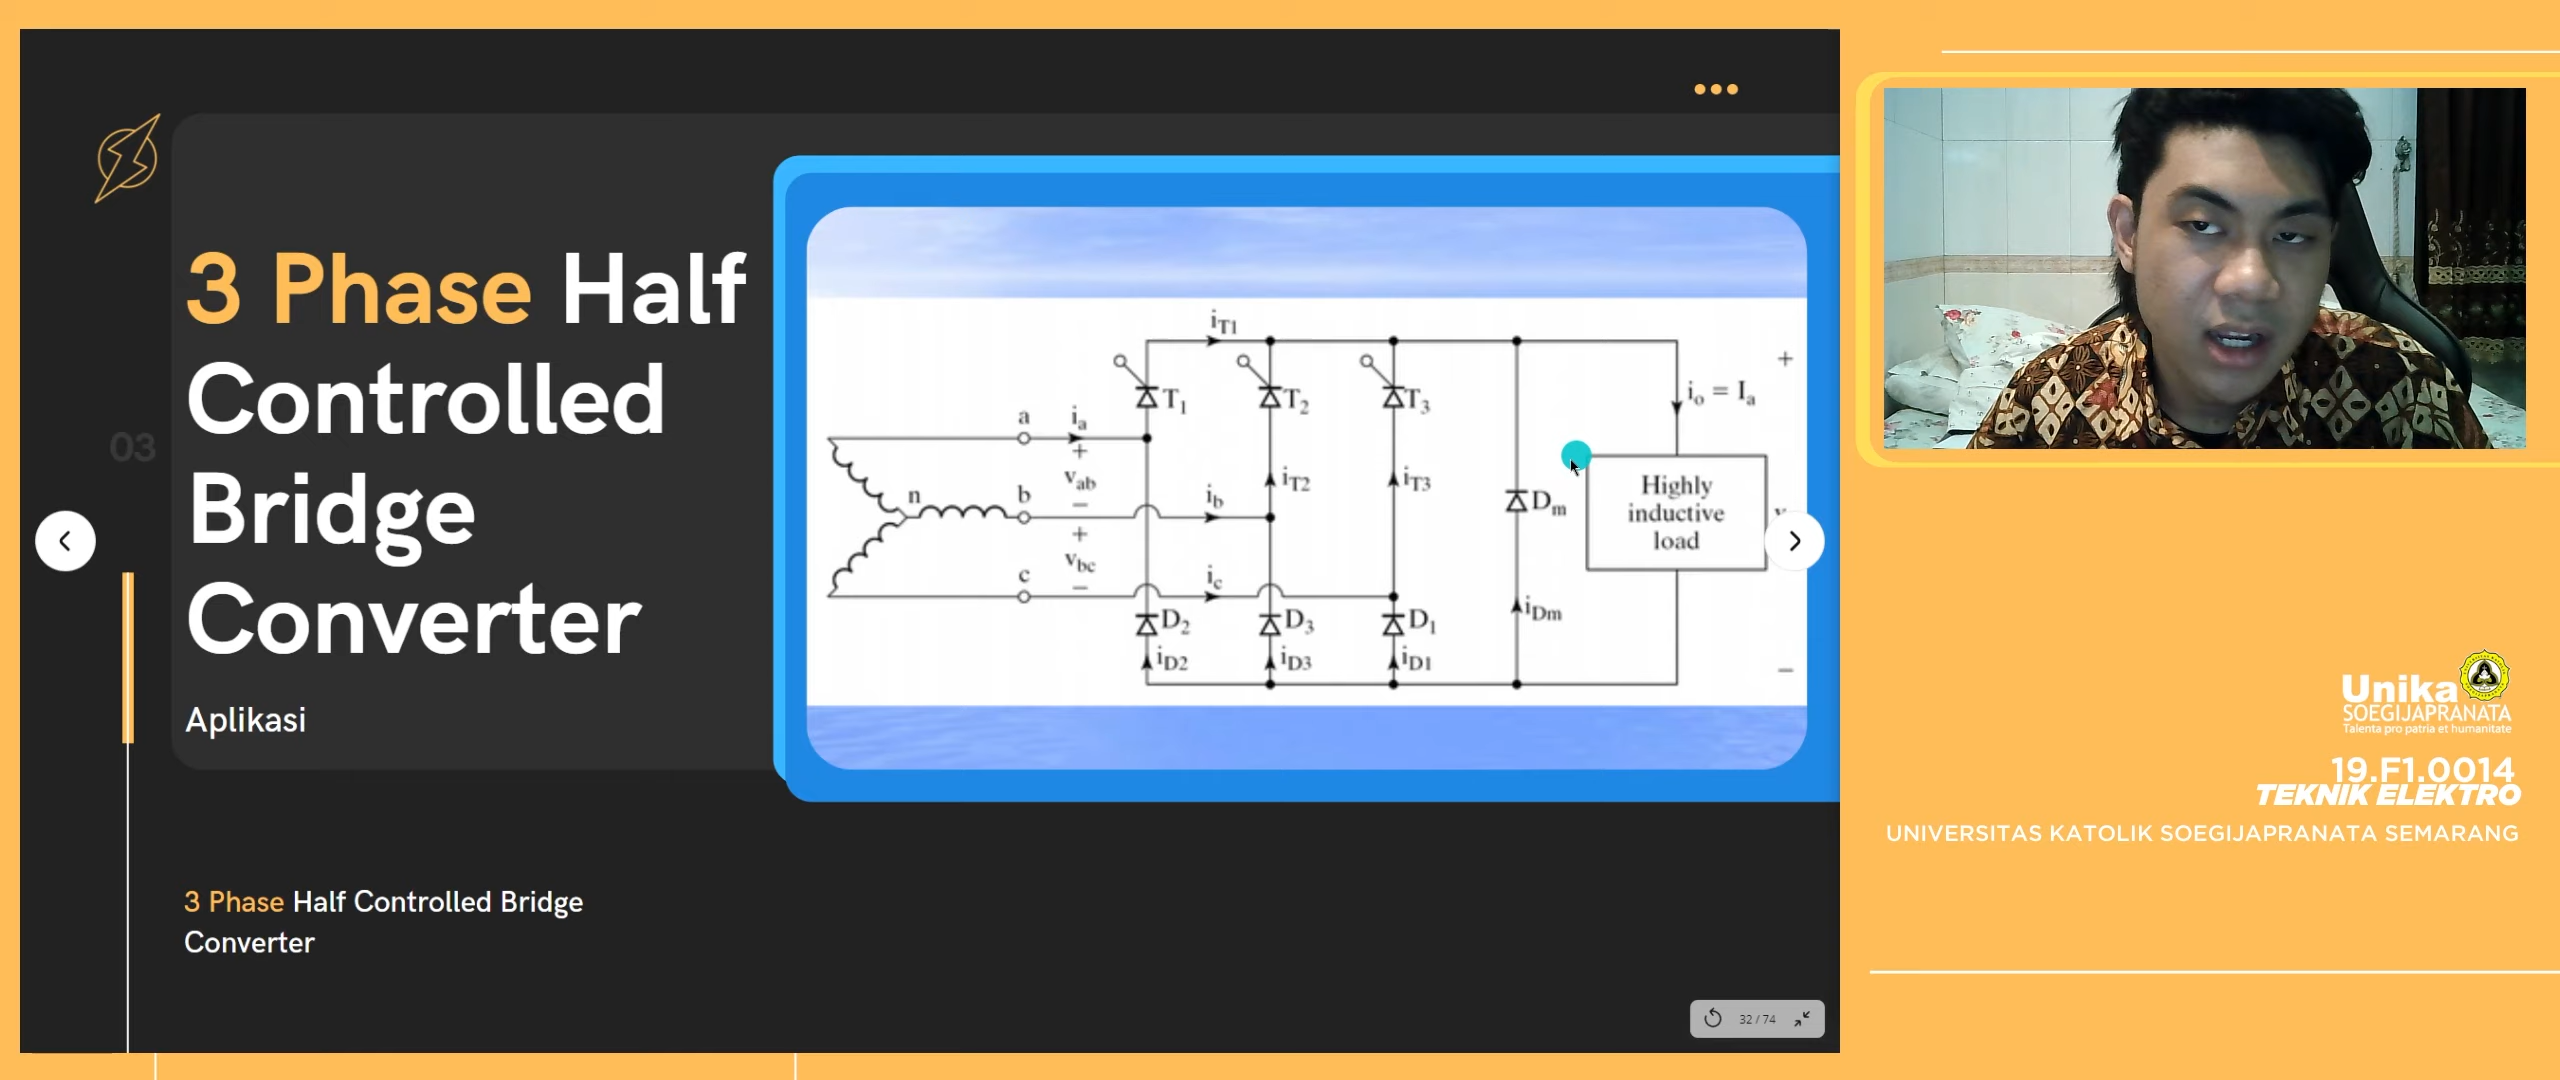 03
3 Phase Half
Controlled
Bridge
Converter
Aplikasi
iT1
T1
T2
T3
io = Ia
+
a
ia
+
vab
−
n
b
ib
iT2
iT3
Dm
Highly
inductive
load
+
vbc
−
c
ic
D2
D3
D1
iDm
iD2
iD3
iD1
−
3 Phase Half Controlled Bridge
Converter
32 / 74
Unika
SOEGIJAPRANATA
Talenta pro patria et humanitate
19.F1.0014
TEKNIK ELEKTRO
UNIVERSITAS KATOLIK SOEGIJAPRANATA SEMARANG